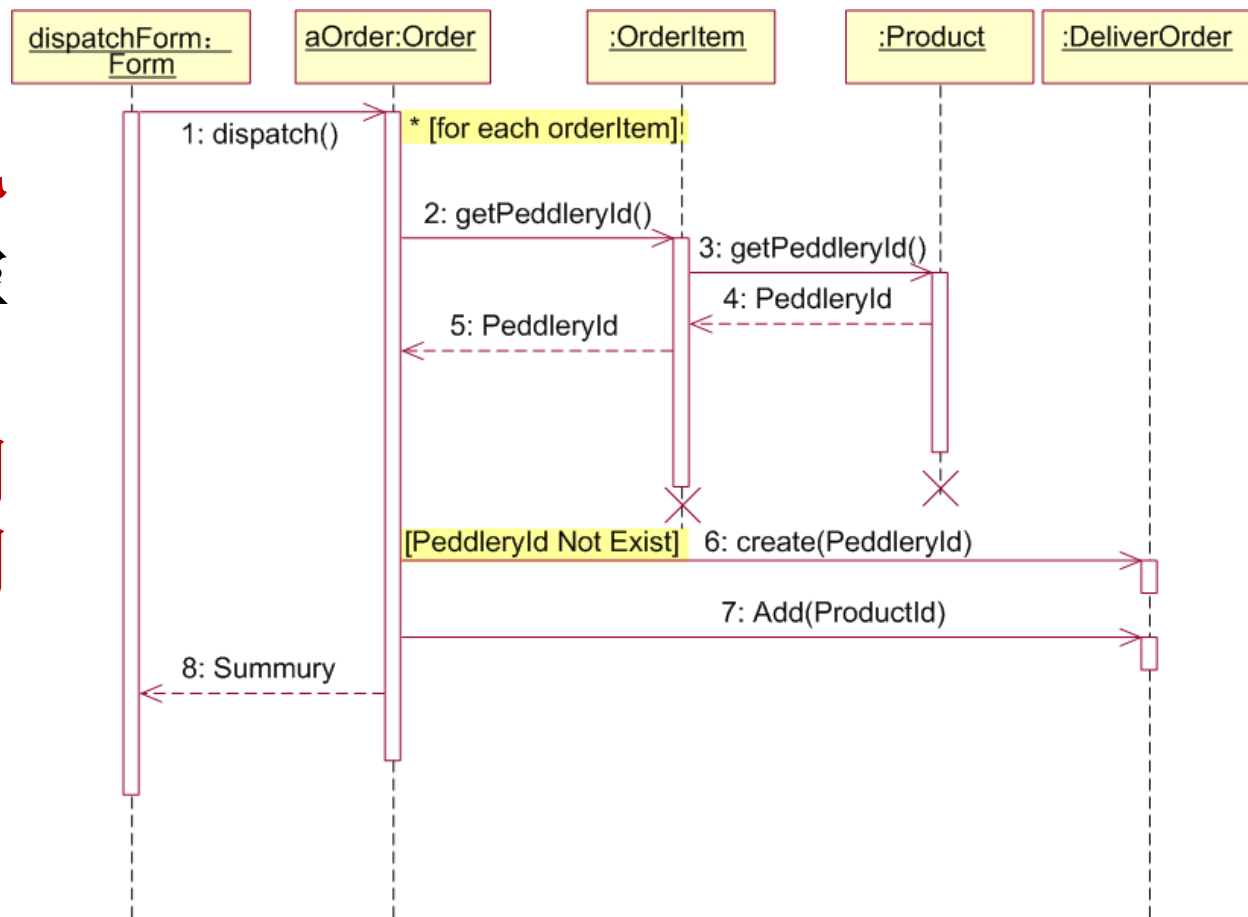 dispatchForm：
Form
aOrder:Order
:OrderItem
:Product
:DeliverOrder
1: dispatch()
* [for each orderItem]
2: getPeddleryId()
3: getPeddleryId()
4: PeddleryId
5: PeddleryId
[PeddleryId Not Exist]
6: create(PeddleryId)
7: Add(ProductId)
8: Summury